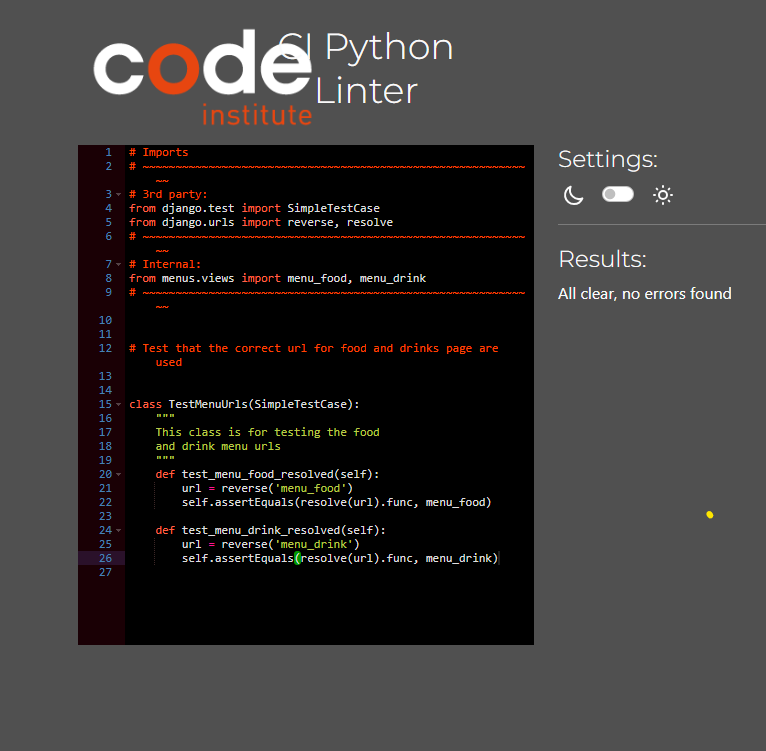 code
institute
CI Python
Linter
1 # Imports
2 # ~~~~~~~~~~~~~~~~~~~~~~~~~~~~~~~~~~~~~~~~~~~~~~~~~~~~~~~~~~
~~
3 # 3rd party:
4 from django.test import SimpleTestCase
5 from django.urls import reverse, resolve
6 # ~~~~~~~~~~~~~~~~~~~~~~~~~~~~~~~~~~~~~~~~~~~~~~~~~~~~~~~~~~
~~
7 # Internal:
8 from menus.views import menu_food, menu_drink
9 # ~~~~~~~~~~~~~~~~~~~~~~~~~~~~~~~~~~~~~~~~~~~~~~~~~~~~~~~~~~
~~
10
11
12 # Test that the correct url for food and drinks page are
used
13
14
15 class TestMenuUrls(SimpleTestCase):
16 """
17 This class is for testing the food
18 and drink menu urls
19 """
20 def test_menu_food_resolved(self):
21 url = reverse('menu_food')
22 self.assertEquals(resolve(url).func, menu_food)
23
24 def test_menu_drink_resolved(self):
25 url = reverse('menu_drink')
26 self.assertEquals(resolve(url).func, menu_drink)
27
Settings:
Results:
All clear, no errors found